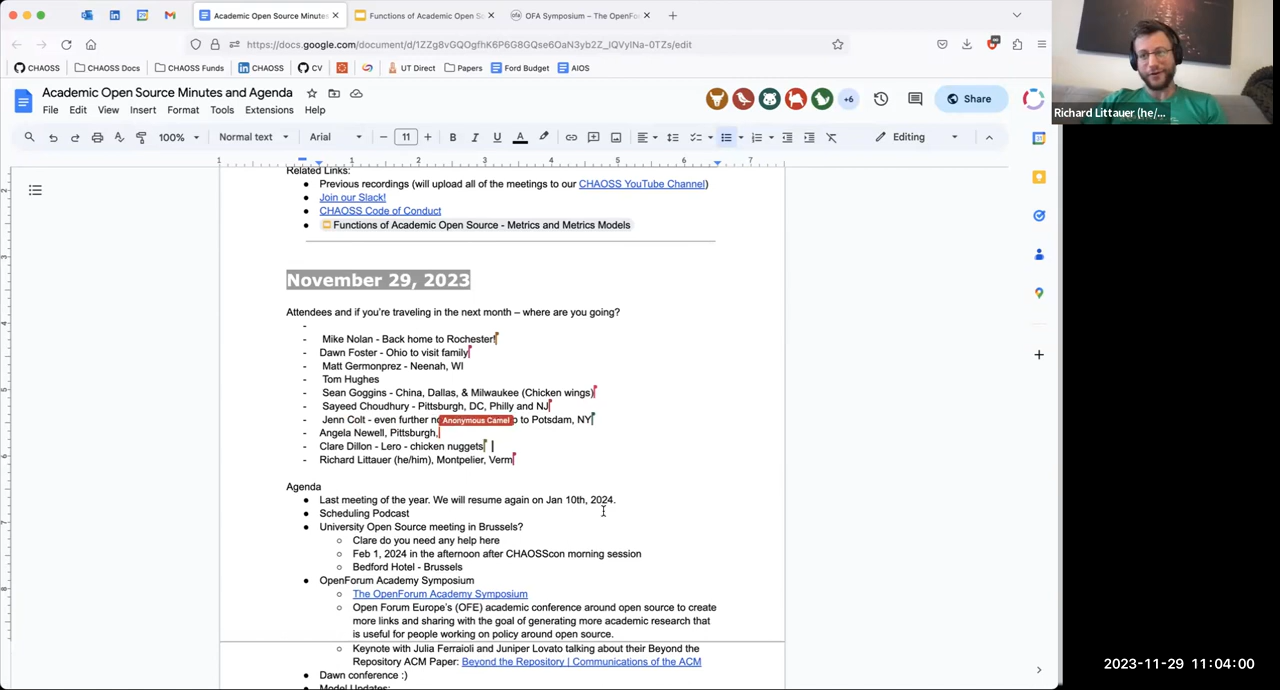 Academic Open Source Minutes
Functions of Academic Open So
OFA Symposium – The OpenFo
https://docs.google.com/document/d/1ZZg8vGQOgfhK6P6G8GQse6OaN3yb2Z_IQVyINa-0TZs/edit
CHAOSS
CHAOSS Docs
CHAOSS Funds
CHAOSS
CV
UT Direct
Papers
Ford Budget
AIOS
Academic Open Source Minutes and Agenda
File Edit View Insert Format Tools Extensions Help
+6
Share
100%
Normal text
Arial
11
Editing
Related Links:
● Previous recordings (will upload all of the meetings to our CHAOSS YouTube Channel)
● Join our Slack!
● CHAOSS Code of Conduct
● Functions of Academic Open Source - Metrics and Metrics Models
November 29, 2023
Attendees and if you're traveling in the next month – where are you going?
-
- Mike Nolan - Back home to Rochester!
- Dawn Foster - Ohio to visit family
- Matt Germonprez - Neenah, WI
- Tom Hughes
- Sean Goggins - China, Dallas, & Milwaukee (Chicken wings)
- Sayeed Choudhury - Pittsburgh, DC, Philly and NJ
- Jenn Colt - even further no Anonymous Camel o to Potsdam, NY
- Angela Newell, Pittsburgh,
- Clare Dillon - Lero - chicken nuggets
- Richard Littauer (he/him), Montpelier, Verm
Agenda
● Last meeting of the year. We will resume again on Jan 10th, 2024.
● Scheduling Podcast
● University Open Source meeting in Brussels?
○ Clare do you need any help here
○ Feb 1, 2024 in the afternoon after CHAOSScon morning session
○ Bedford Hotel - Brussels
● OpenForum Academy Symposium
○ The OpenForum Academy Symposium
○ Open Forum Europe's (OFE) academic conference around open source to create
more links and sharing with the goal of generating more academic research that
is useful for people working on policy around open source.
○ Keynote with Julia Ferraioli and Juniper Lovato talking about their Beyond the
Repository ACM Paper: Beyond the Repository | Communications of the ACM
● Dawn conference :)
● Model Updates:
Richard Littauer (he/...
2023-11-29 11:04:00